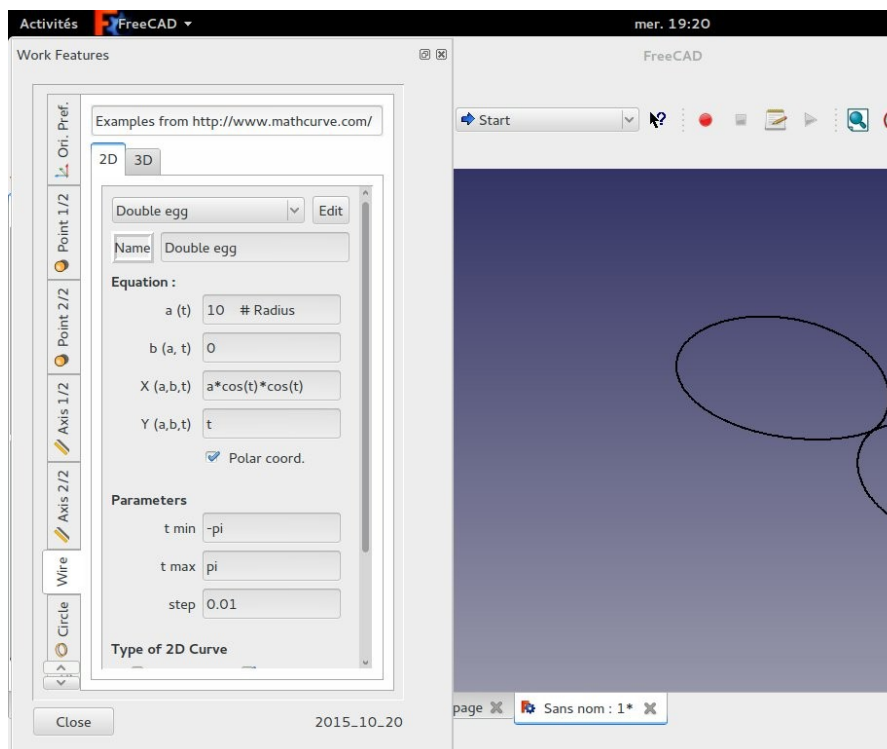 Activités FreeCAD mer. 19:20
Work Features FreeCAD
Ori. Pref.
Point 1/2
Point 2/2
Axis 1/2
Axis 2/2
Wire
Circle
Examples from http://www.mathcurve.com/
Start
2D 3D
Double egg Edit
Name Double egg
Equation :
a (t) 10 # Radius
b (a, t) 0
X (a,b,t) a*cos(t)*cos(t)
Y (a,b,t) t
Polar coord.
Parameters
t min -pi
t max pi
step 0.01
Type of 2D Curve
Close 2015_10_20
page Sans nom : 1*